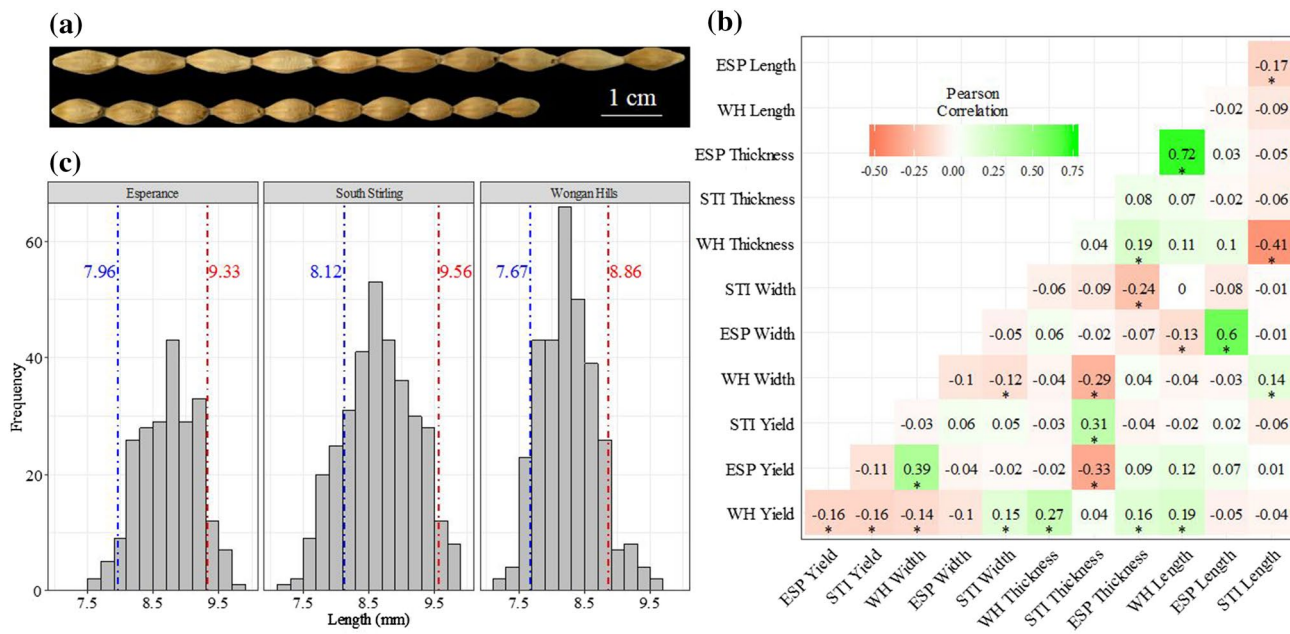 (a)
1 cm
(b)
Pearson
Correlation
-0.50 -0.25 0.00 0.25 0.50 0.75
ESP Length -0.17
*
WH Length -0.02 -0.09
ESP Thickness 0.72 0.03 -0.05
*
STI Thickness 0.08 0.07 -0.02 -0.06
WH Thickness 0.04 0.19 0.11 0.1 -0.41
* *
STI Width -0.06 -0.09 -0.24 0 -0.08 -0.01
*
ESP Width -0.05 0.06 -0.02 -0.07 -0.13 0.6 -0.01
* *
WH Width -0.1 -0.12 -0.04 -0.29 0.04 -0.04 -0.03 0.14
* * *
STI Yield -0.03 0.06 0.05 -0.03 0.31 -0.04 -0.02 0.02 -0.06
*
ESP Yield -0.11 0.39 -0.04 -0.02 -0.02 -0.33 0.09 0.12 0.07 0.01
* *
WH Yield -0.16 -0.16 -0.14 -0.1 0.15 0.27 0.04 0.16 0.19 -0.05 -0.04
* * * * * * *
ESP Yield
STI Yield
WH Width
ESP Width
STI Width
WH Thickness
STI Thickness
ESP Thickness
WH Length
ESP Length
STI Length
(c)
Esperance South Stirling Wongan Hills
7.96 9.33 8.12 9.56 7.67 8.86
Frequency
60
40
20
0
7.5 8.5 9.5 7.5 8.5 9.5 7.5 8.5 9.5
Length (mm)